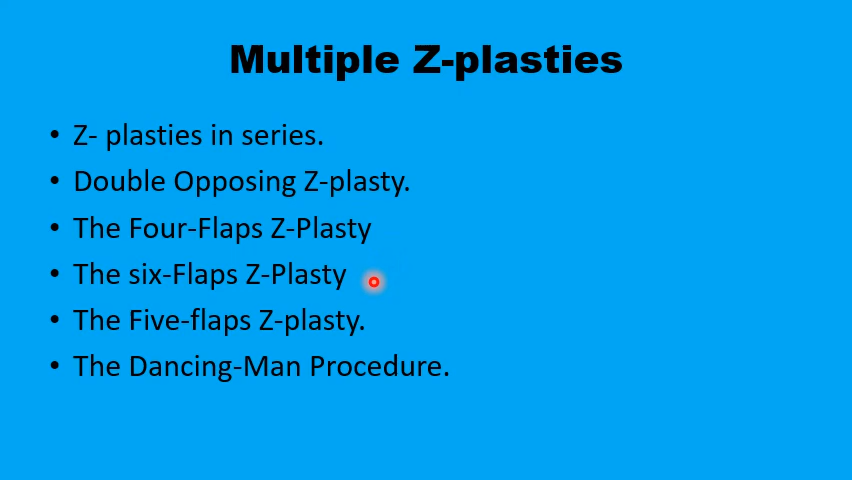 Multiple Z-plasties
• Z- plasties in series.
• Double Opposing Z-plasty.
• The Four-Flaps Z-Plasty
• The six-Flaps Z-Plasty
• The Five-flaps Z-plasty.
• The Dancing-Man Procedure.